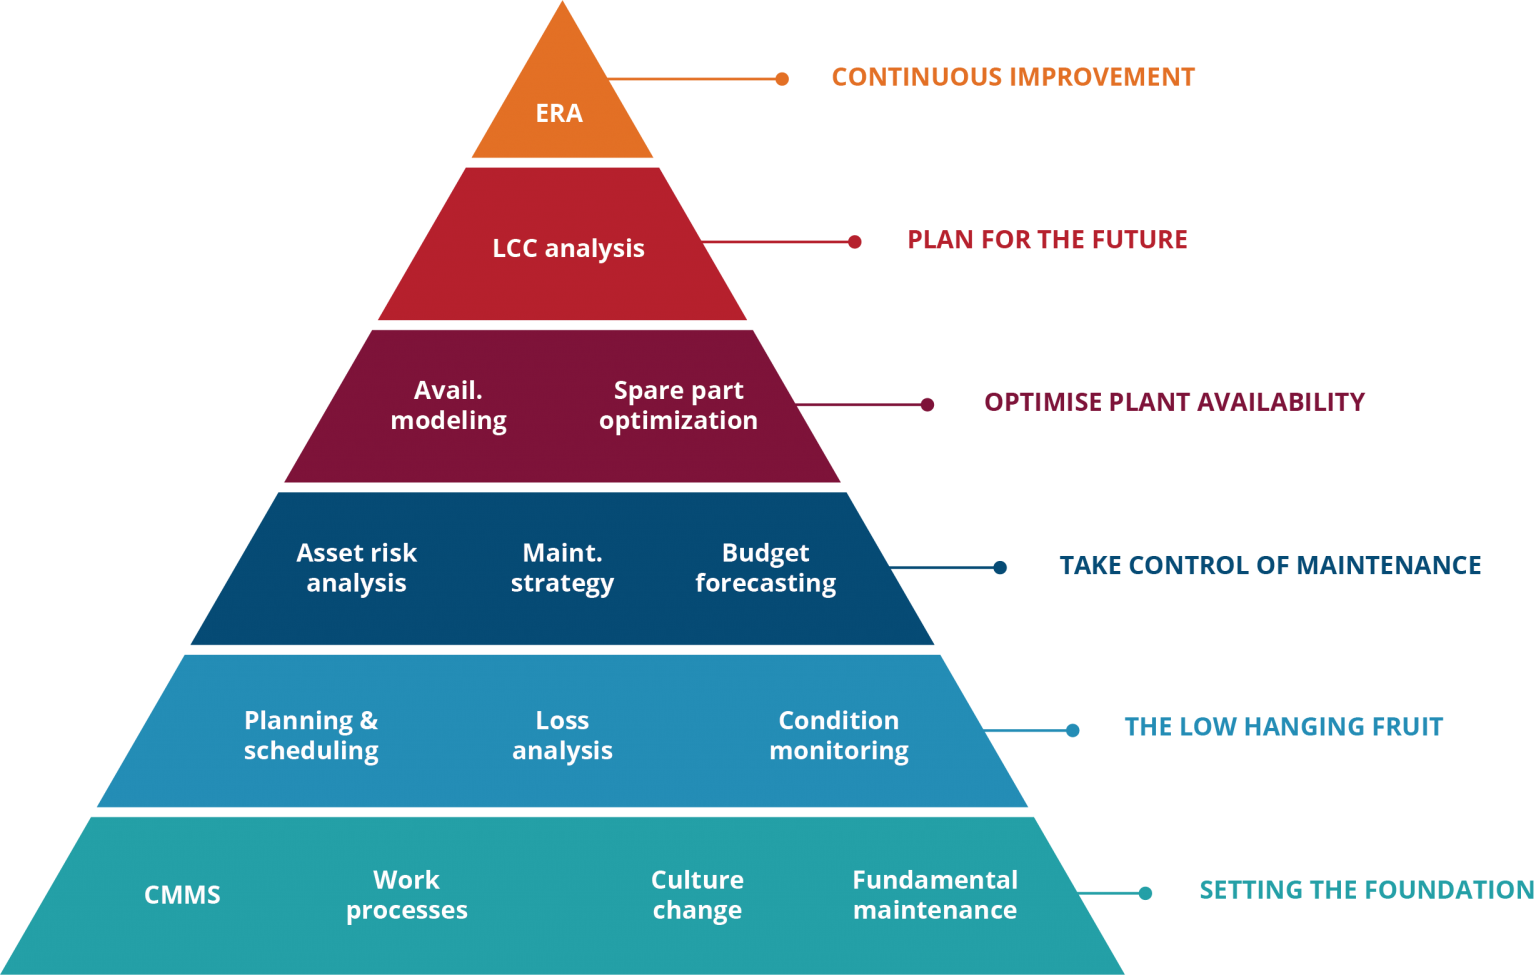 ERA
CONTINUOUS IMPROVEMENT
LCC analysis
PLAN FOR THE FUTURE
Avail.
modeling
Spare part
optimization
OPTIMISE PLANT AVAILABILITY
Asset risk
analysis
Maint.
strategy
Budget
forecasting
TAKE CONTROL OF MAINTENANCE
Planning &
scheduling
Loss
analysis
Condition
monitoring
THE LOW HANGING FRUIT
CMMS
Work
processes
Culture
change
Fundamental
maintenance
SETTING THE FOUNDATION